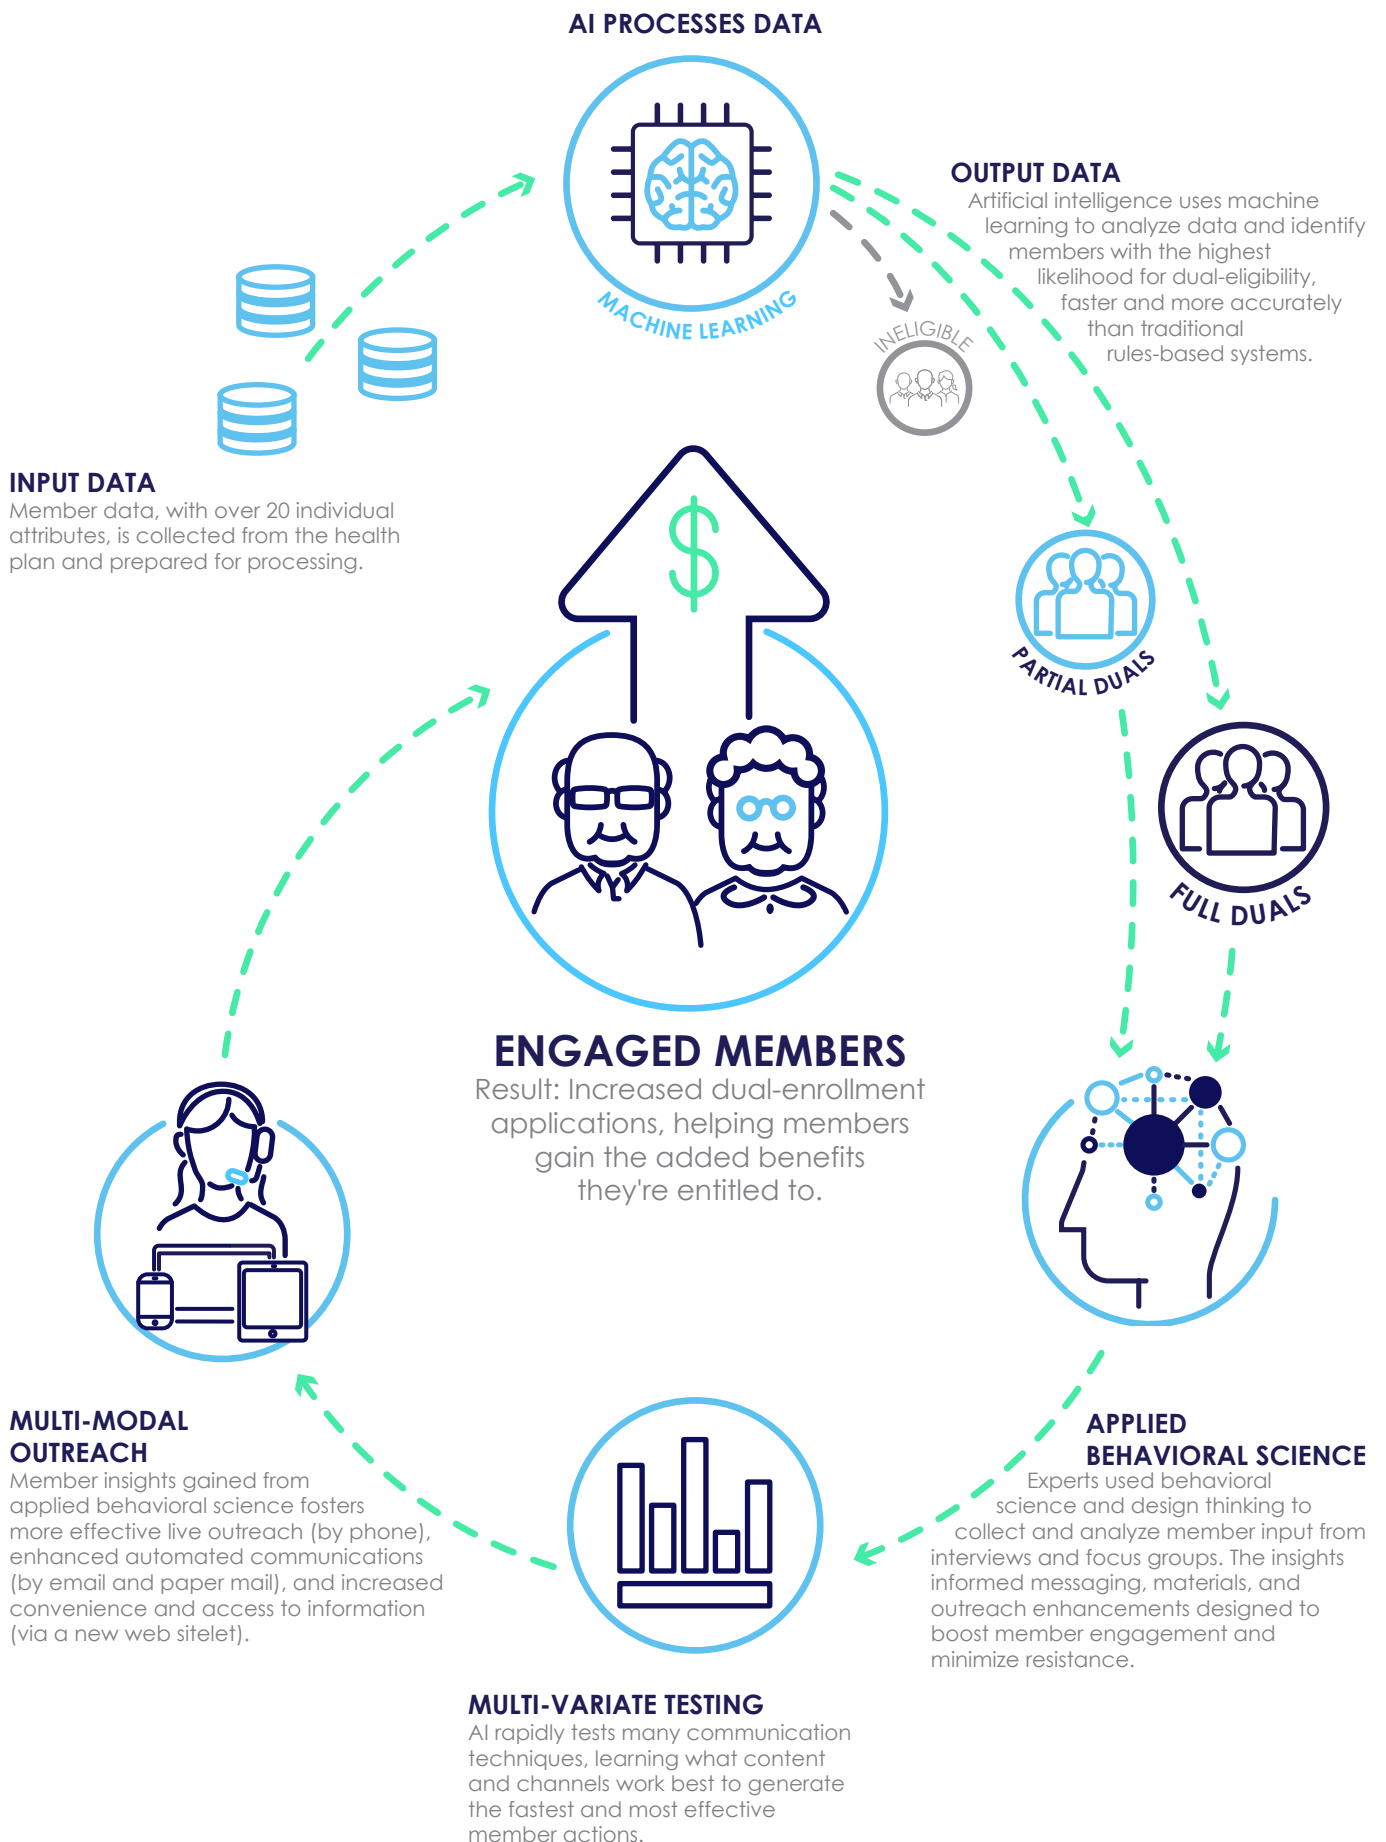 AI PROCESSES DATA
MACHINE LEARNING
OUTPUT DATA
Artificial intelligence uses machine
learning to analyze data and identify
members with the highest
likelihood for dual-eligibility,
faster and more accurately
than traditional
rules-based systems.
INELIGIBLE
INPUT DATA
Member data, with over 20 individual
attributes, is collected from the health
plan and prepared for processing.
$
PARTIAL DUALS
FULL DUALS
ENGAGED MEMBERS
Result: Increased dual-enrollment
applications, helping members
gain the added benefits
they're entitled to.
MULTI-MODAL
OUTREACH
Member insights gained from
applied behavioral science fosters
more effective live outreach (by phone),
enhanced automated communications
(by email and paper mail), and increased
convenience and access to information
(via a new web sitelet).
APPLIED
BEHAVIORAL SCIENCE
Experts used behavioral
science and design thinking to
collect and analyze member input from
interviews and focus groups. The insights
informed messaging, materials, and
outreach enhancements designed to
boost member engagement and
minimize resistance.
MULTI-VARIATE TESTING
AI rapidly tests many communication
techniques, learning what content
and channels work best to generate
the fastest and most effective
member actions.